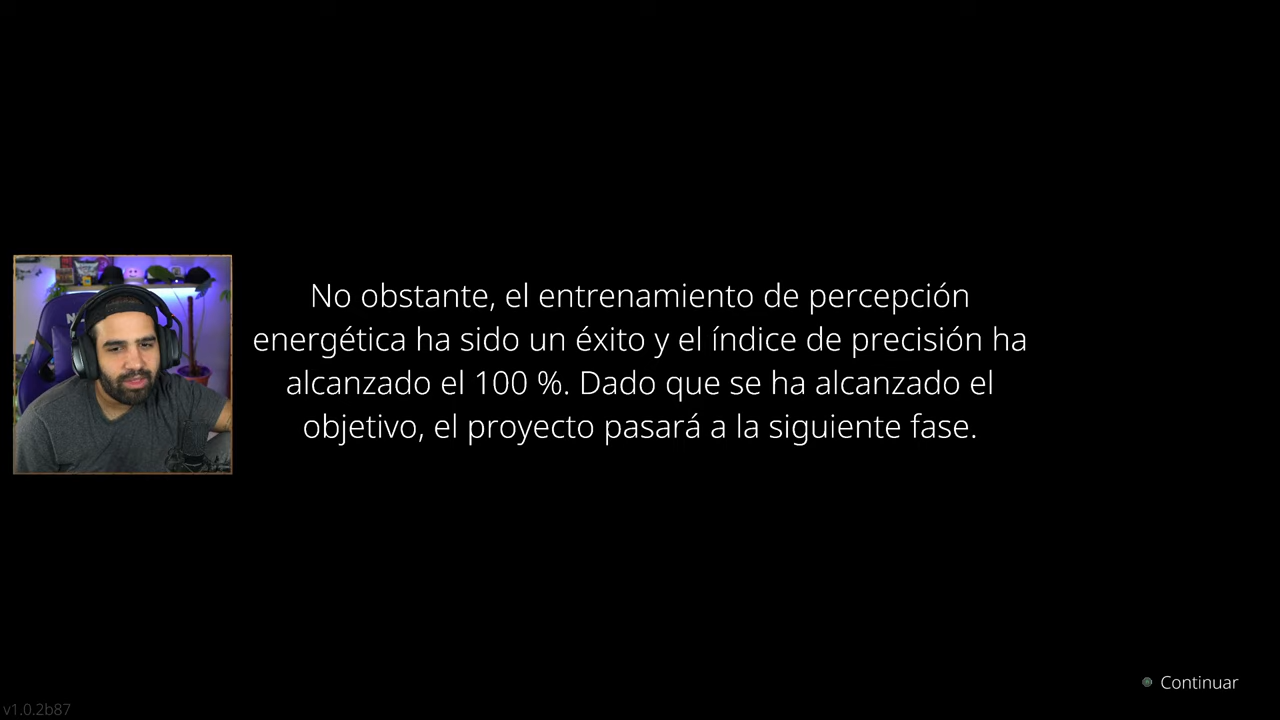 No obstante, el entrenamiento de percepción
energética ha sido un éxito y el índice de precisión ha
alcanzado el 100 %. Dado que se ha alcanzado el
objetivo, el proyecto pasará a la siguiente fase.
Continuar
v1.0.2b87